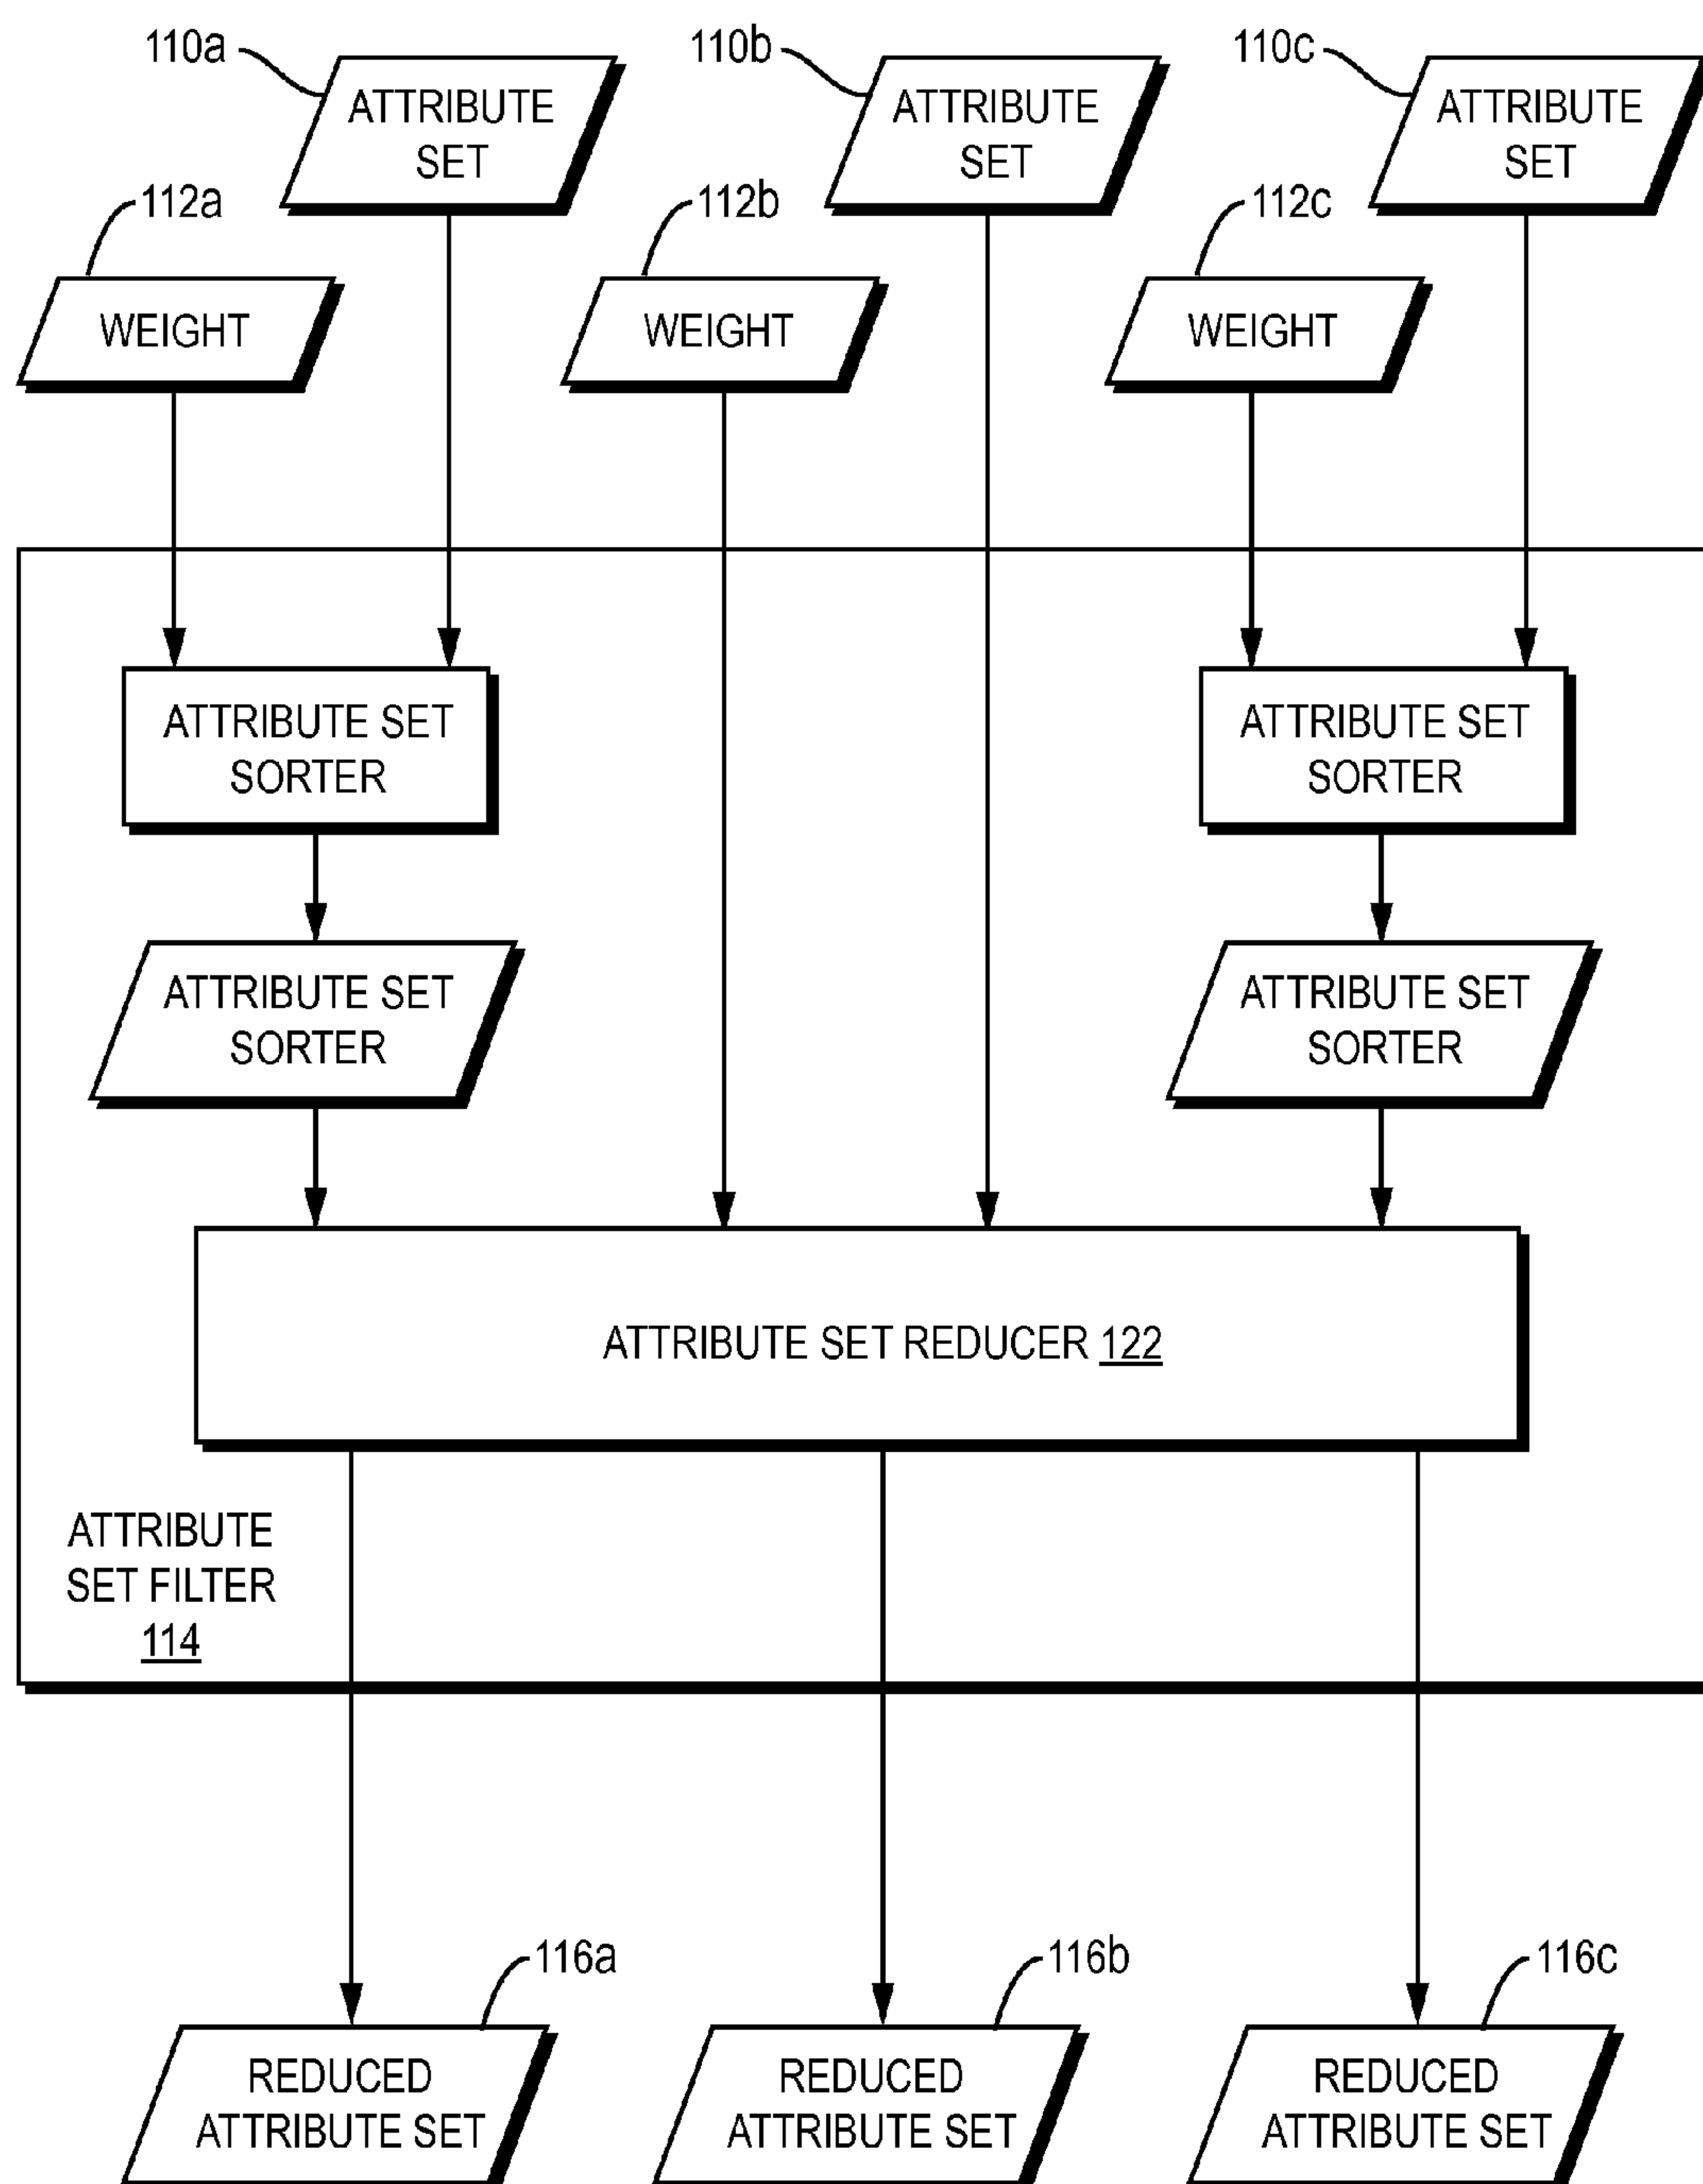 110a
110b
110c
ATTRIBUTE
SET
ATTRIBUTE
SET
ATTRIBUTE
SET
112a
112b
112c
WEIGHT
WEIGHT
WEIGHT
ATTRIBUTE SET
SORTER
ATTRIBUTE SET
SORTER
ATTRIBUTE SET
SORTER
ATTRIBUTE SET
SORTER
ATTRIBUTE SET REDUCER 122
ATTRIBUTE
SET FILTER
114
116a
116b
116c
REDUCED
ATTRIBUTE SET
REDUCED
ATTRIBUTE SET
REDUCED
ATTRIBUTE SET